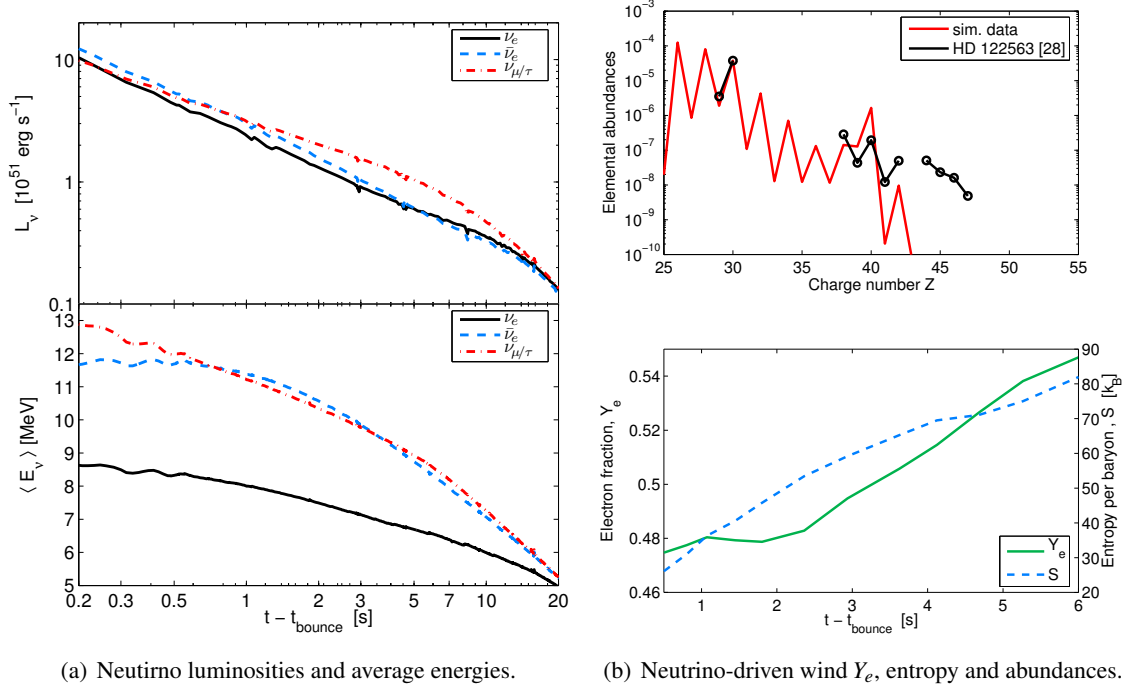 10
1
0.1
L_ν [10^51 erg s^−1]
ν_e
ν̄_e
ν_μ/τ
13
12
11
10
9
8
7
6
5
⟨ E_ν ⟩ [MeV]
ν_e
ν̄_e
ν_μ/τ
0.2 0.3 0.5 1 2 3 5 7 10 20
t − t_bounce [s]
(a) Neutirno luminosities and average energies.
10^−3
10^−4
10^−5
10^−6
10^−7
10^−8
10^−9
10^−10
Elemental abundances
sim. data
HD 122563 [28]
25 30 35 40 45 50 55
Charge number Z
0.54
0.52
0.5
0.48
0.46
Electron fraction, Y_e
90
80
70
60
50
40
30
20
Entropy per baryon , S [k_B]
Y_e
S
1 2 3 4 5 6
t − t_bounce [s]
(b) Neutrino-driven wind Y_e, entropy and abundances.